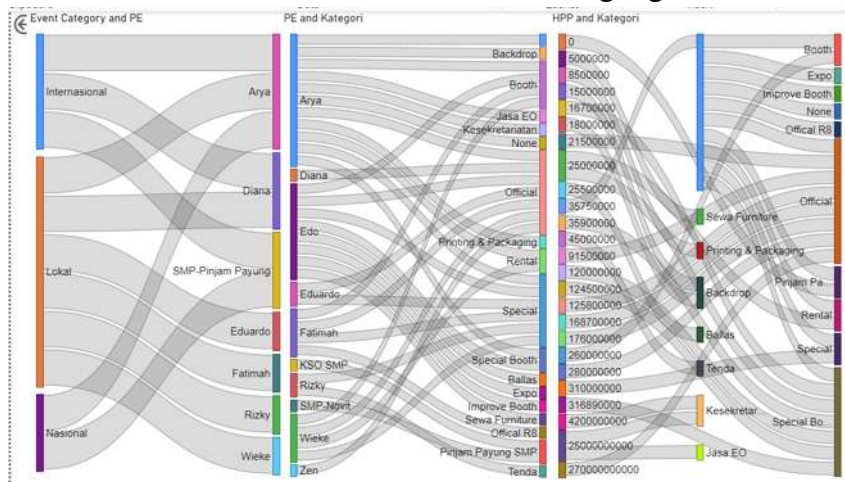 Event Category and PE
PE and Kategori
HPP and Kategori
Internasional
Lokal
Nasional
Arya
Diana
SMP-Pinjam Payung
Eduardo
Fatimah
Rizky
Wieke
Arya
Diana
Edo
Eduardo
Fatimah
KSO SMP
Rizky
SMP-Novit
Wieke
Zen
Backdrop
Booth
Jasa EO
Kesekretariatan
None
Official
Printing & Packaging
Rental
Special
Special Booth
Ballas
Expo
Improve Booth
Sewa Furniture
Offical R8
Pinjam Payung SMP
Tenda
0
5000000
8500000
15000000
16700000
18000000
21500000
25000000
25500000
35750000
35900000
45000000
91500000
120000000
124500000
125800000
168700000
176000000
260000000
280000000
310000000
316890000
4200000000
25000000000
270000000000
Sewa Furniture
Printing & Packaging
Backdrop
Ballas
Tenda
Kesekretar
Jasa EO
Booth
Expo
Improve Booth
None
Offical R8
Official
Pinjam Pa...
Rental
Special
Special Bo...